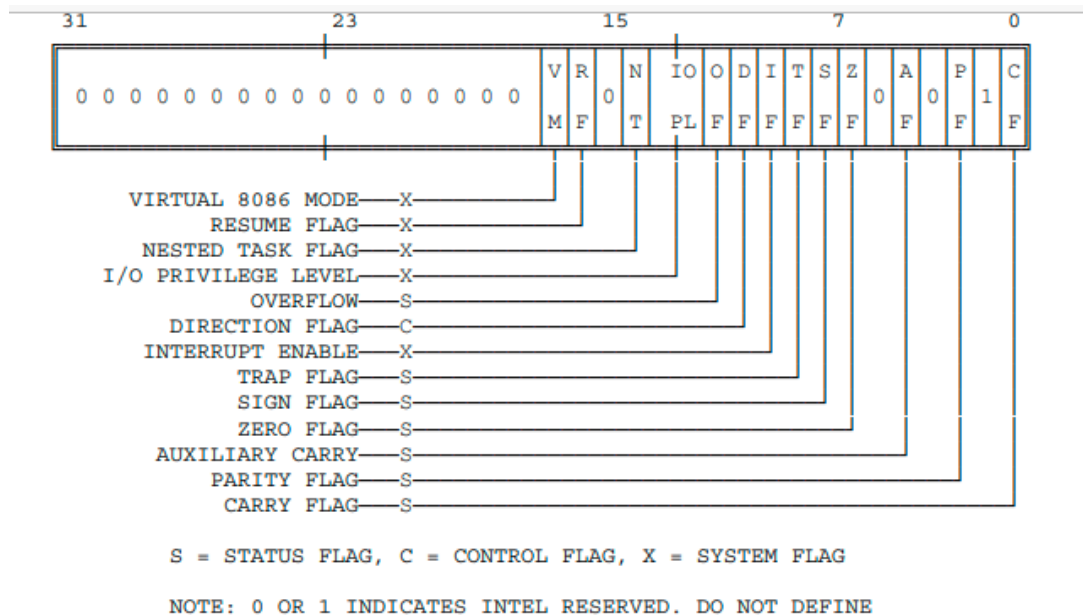 31 23 15 7 0
V R N IO O D I T S Z A P C
0 0 0 0 0 0 0 0 0 0 0 0 0 0 0 0 0 0 0 0 1
M F T PL F F F F F F F F F
VIRTUAL 8086 MODE X
RESUME FLAG X
NESTED TASK FLAG X
I/O PRIVILEGE LEVEL X
OVERFLOW S
DIRECTION FLAG C
INTERRUPT ENABLE X
TRAP FLAG S
SIGN FLAG S
ZERO FLAG S
AUXILIARY CARRY S
PARITY FLAG S
CARRY FLAG S
S = STATUS FLAG, C = CONTROL FLAG, X = SYSTEM FLAG
NOTE: 0 OR 1 INDICATES INTEL RESERVED. DO NOT DEFINE